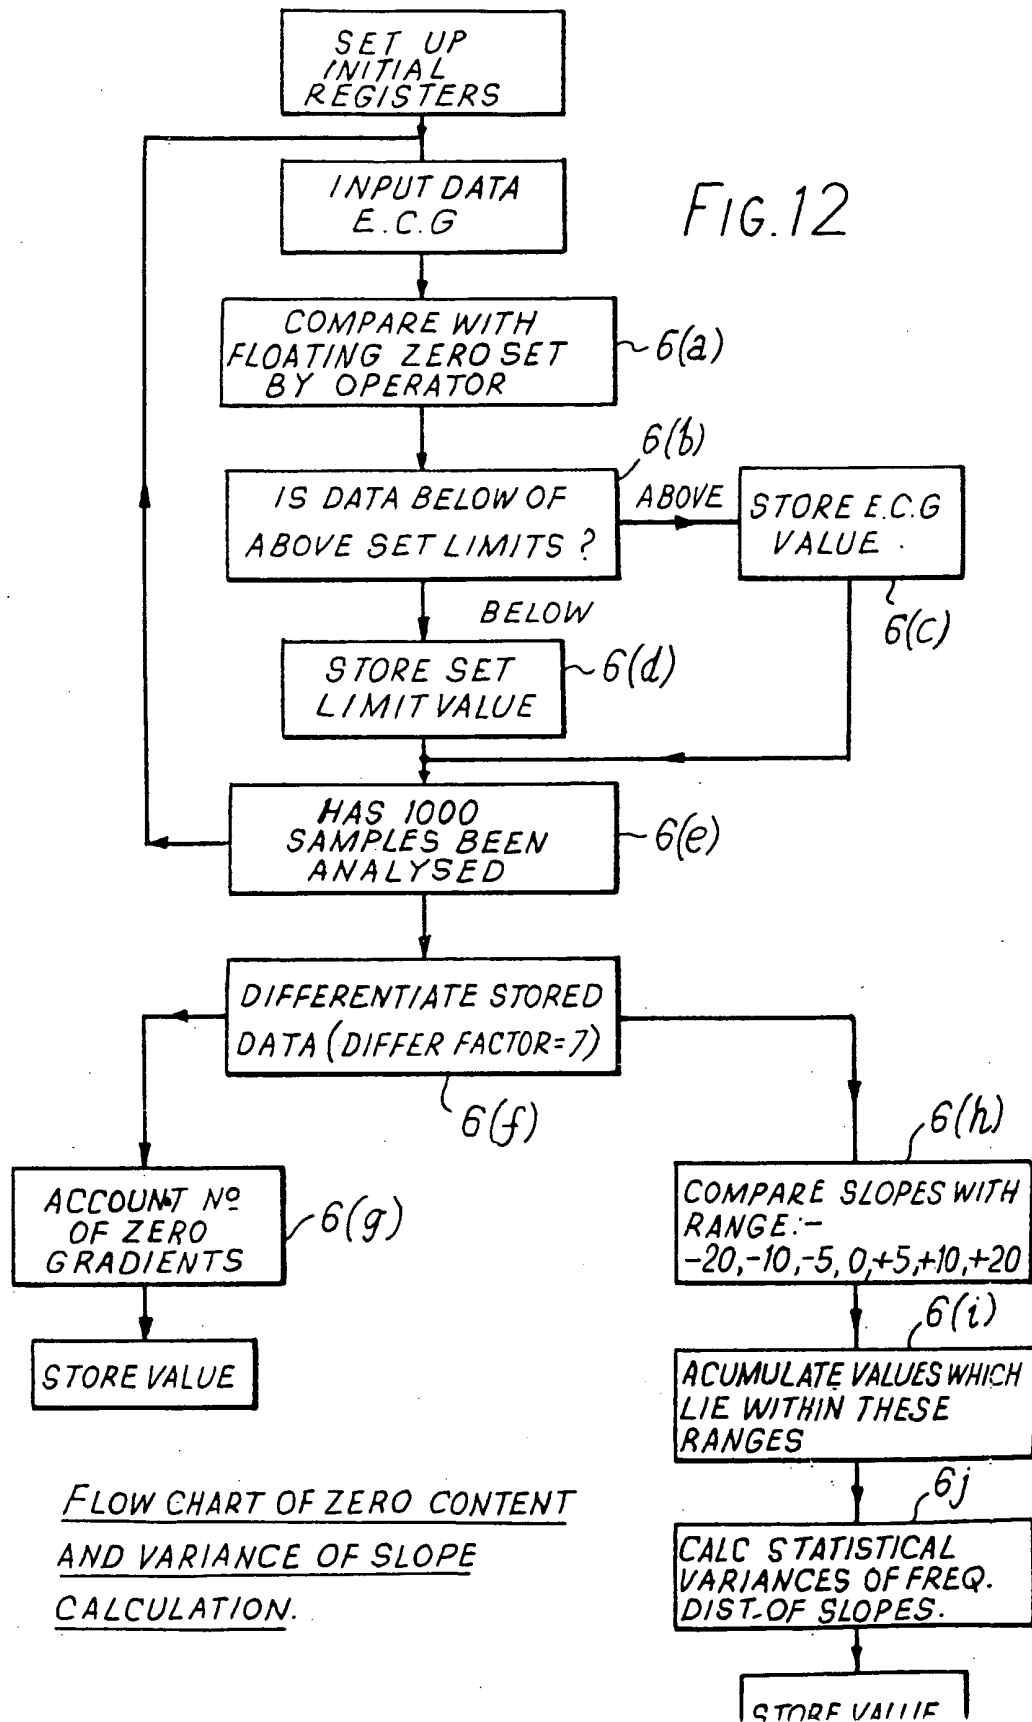 SET UP
INITIAL
REGISTERS
INPUT DATA
E.C.G
FIG.12
COMPARE WITH
FLOATING ZERO SET
BY OPERATOR
6(a)
6(b)
IS DATA BELOW OF
ABOVE SET LIMITS ?
ABOVE
STORE E.C.G
VALUE
6(c)
BELOW
STORE SET
LIMIT VALUE
6(d)
HAS 1000
SAMPLES BEEN
ANALYSED
6(e)
DIFFERENTIATE STORED
DATA (DIFFER FACTOR=7)
6(f)
ACCOUNT Nº
OF ZERO
GRADIENTS
6(g)
STORE VALUE
6(h)
COMPARE SLOPES WITH
RANGE:-
-20,-10,-5,0,+5,+10,+20
6(i)
ACUMULATE VALUES WHICH
LIE WITHIN THESE
RANGES
6j
CALC STATISTICAL
VARIANCES OF FREQ.
DIST-OF SLOPES.
STORE VALUE
FLOW CHART OF ZERO CONTENT
AND VARIANCE OF SLOPE
CALCULATION.